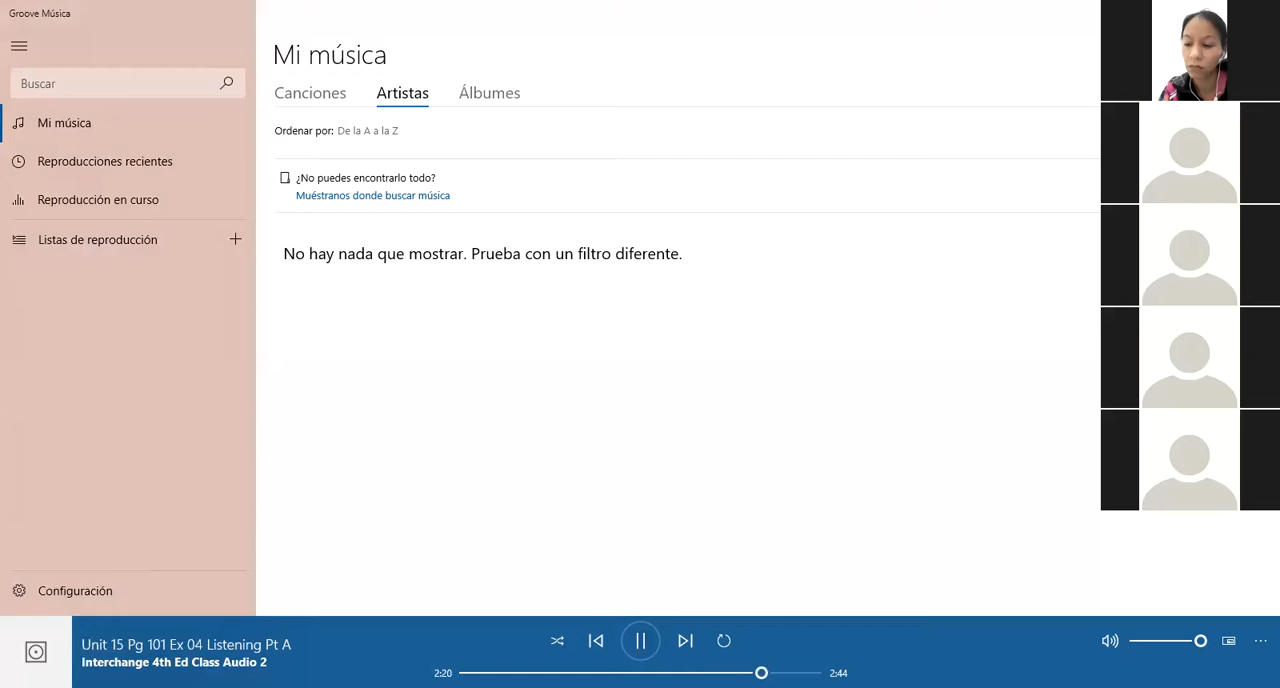 Groove Música
Buscar
Mi música
Reproducciones recientes
Reproducción en curso
Listas de reproducción
Configuración
Mi música
Canciones Artistas Álbumes
Ordenar por: De la A a la Z
¿No puedes encontrarlo todo?
Muéstranos donde buscar música
No hay nada que mostrar. Prueba con un filtro diferente.
Unit 15 Pg 101 Ex 04 Listening Pt A
Interchange 4th Ed Class Audio 2
2:20 2:44